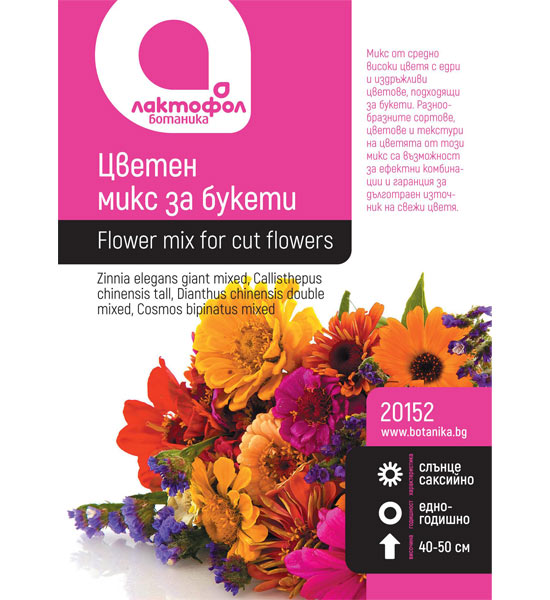 лактофол
ботаника
Цветен
микс за букети
Flower mix for cut flowers
Zinnia elegans giant mixed, Callisthepus
chinensis tall, Dianthus chinensis double
mixed, Cosmos bipinatus mixed
Микс от средно
високи цветя с едри
и издръжливи
цветове, подходящи
за букети. Разноо-
бразните сортове,
цветове и текстури
на цветята от този
микс са възможност
за ефектни комбина-
ции и гаранция за
дълготраен източ-
ник на свежи цветя.
20152
www.botanika.bg
характеристика
слънце
саксийно
годишност
едно-
годишно
височина
40-50 см